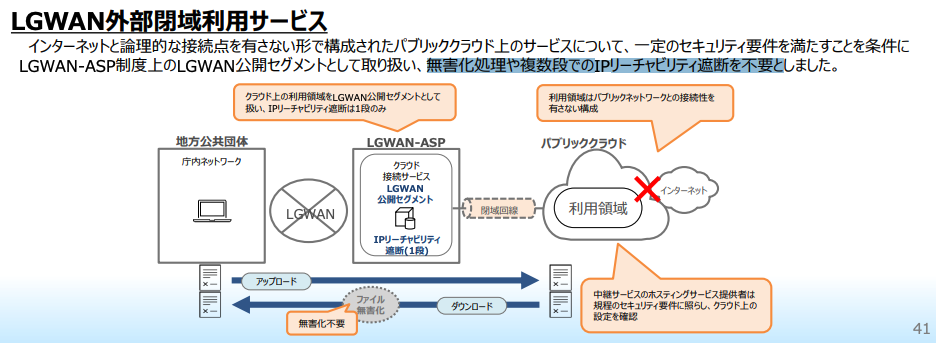 LGWAN外部閉域利用サービス
インターネットと論理的な接続点を有さない形で構成されたパブリッククラウド上のサービスについて、一定のセキュリティ要件を満たすことを条件に
LGWAN-ASP制度上のLGWAN公開セグメントとして取り扱い、無害化処理や複数段でのIPリーチャビリティ遮断を不要としました。
クラウド上の利用領域をLGWAN公開セグメントとして
扱い、IPリーチャビリティ遮断は1段のみ
利用領域はパブリックネットワークとの接続性を
有さない構成
地方公共団体
LGWAN-ASP
パブリッククラウド
庁内ネットワーク
LGWAN
クラウド
接続サービス
LGWAN
公開セグメント
IPリーチャビリティ
遮断(1段)
閉域回線
利用領域
インターネット
アップロード
ファイル
無害化
ダウンロード
無害化不要
中継サービスのホスティングサービス提供者は
規程のセキュリティ要件に照らし、クラウド上の
設定を確認
41